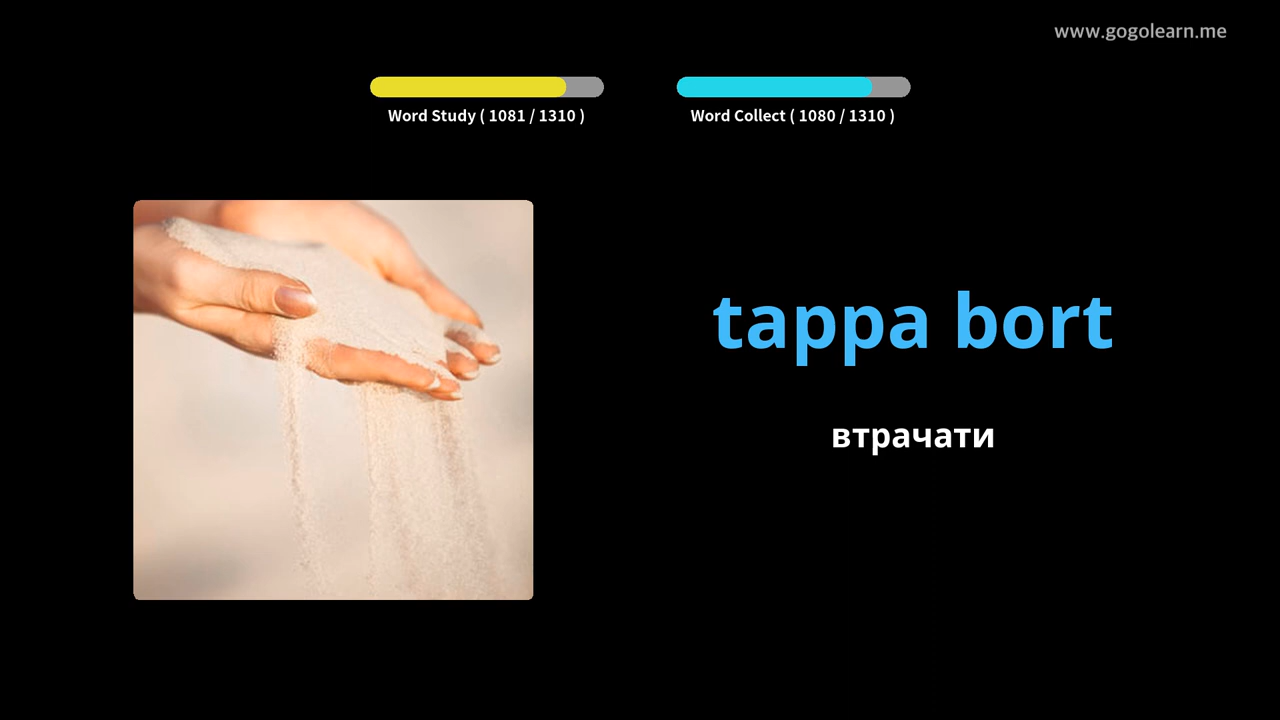 www.gogolearn.me
Word Study ( 1081 / 1310 )
Word Collect ( 1080 / 1310 )
tappa bort
втрачати